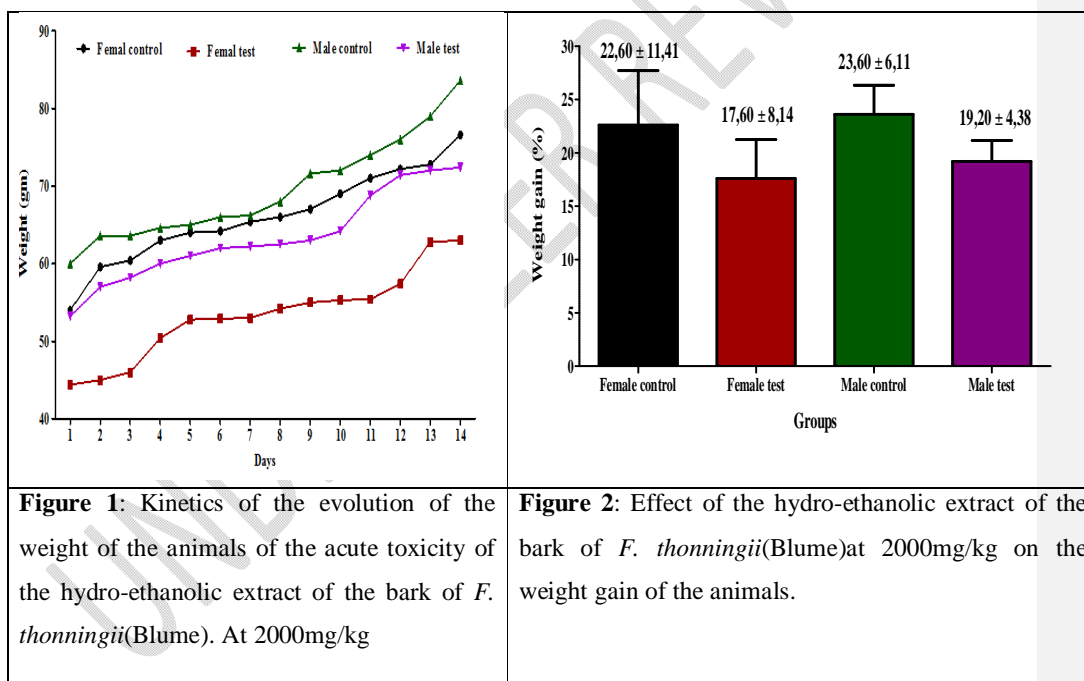 Femal control Femal test Male control Male test
Weight (gm)
90
80
70
60
50
40
1 2 3 4 5 6 7 8 9 10 11 12 13 14
Days
22,60 ± 11,41
17,60 ± 8,14
23,60 ± 6,11
19,20 ± 4,38
Weight gain (%)
30
25
20
15
10
5
0
Female control Female test Male control Male test
Groups
Figure 1: Kinetics of the evolution of the
weight of the animals of the acute toxicity of
the hydro-ethanolic extract of the bark of F.
thonningii(Blume). At 2000mg/kg
Figure 2: Effect of the hydro-ethanolic extract of the
bark of F. thonningii(Blume)at 2000mg/kg on the
weight gain of the animals.